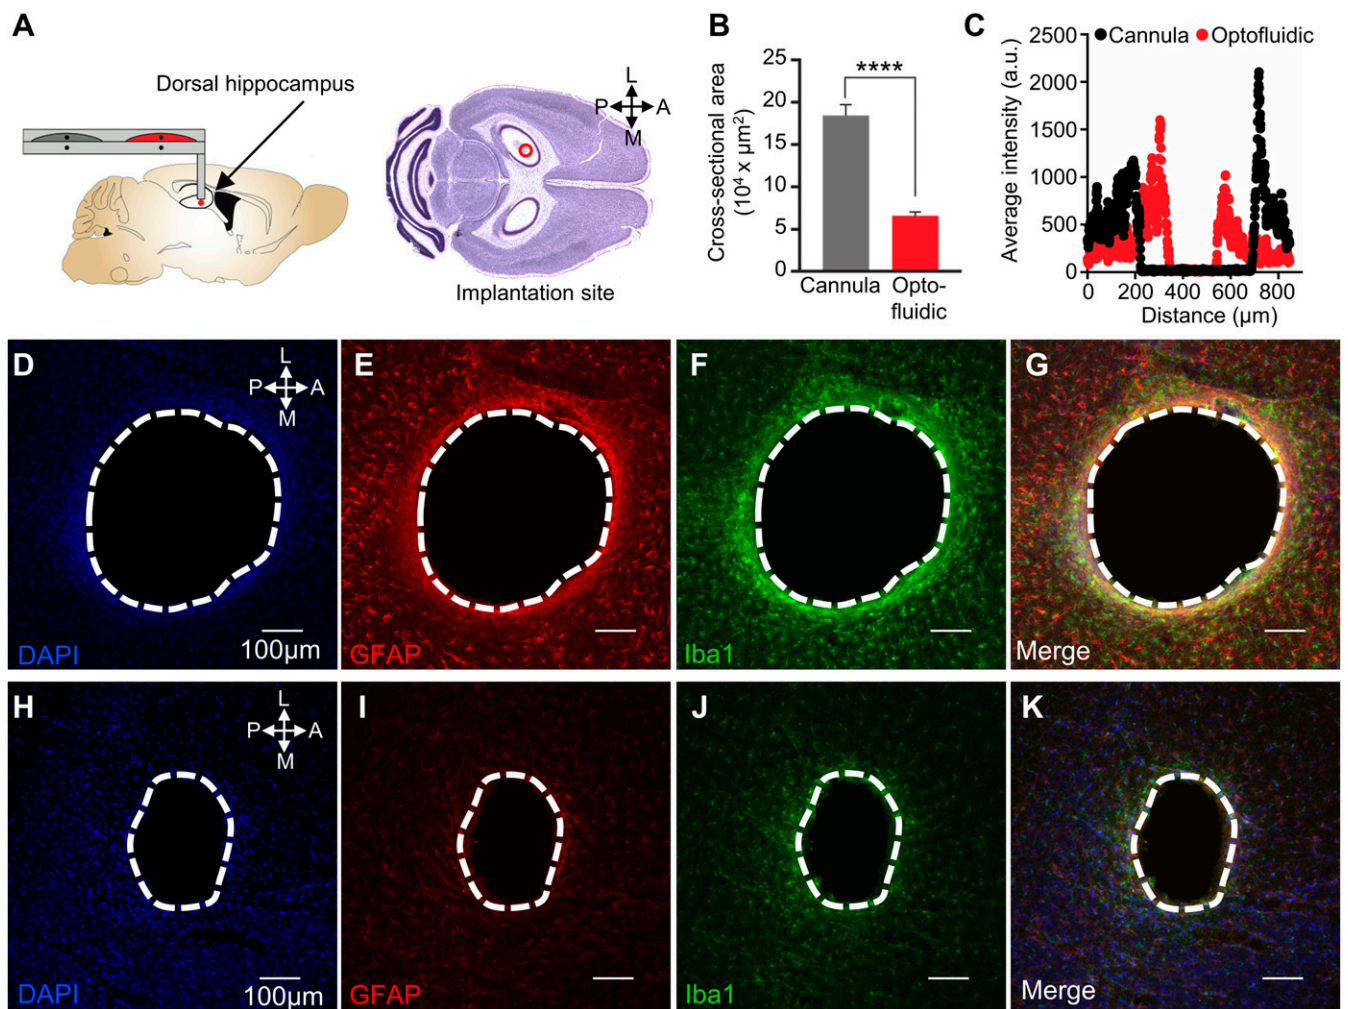 A
Dorsal hippocampus
L
P A
M
Implantation site
B
Cross-sectional area
(10⁴ x µm²)
25
20
15
10
5
0
****
Cannula
Opto-
fluidic
C
Cannula Optofluidic
Average intensity (a.u.)
2500
2000
1500
1000
500
0
0 200 400 600 800
Distance (µm)
D
L
P A
M
DAPI
100µm
E
GFAP
F
Iba1
G
Merge
H
L
P A
M
DAPI
100µm
I
GFAP
J
Iba1
K
Merge